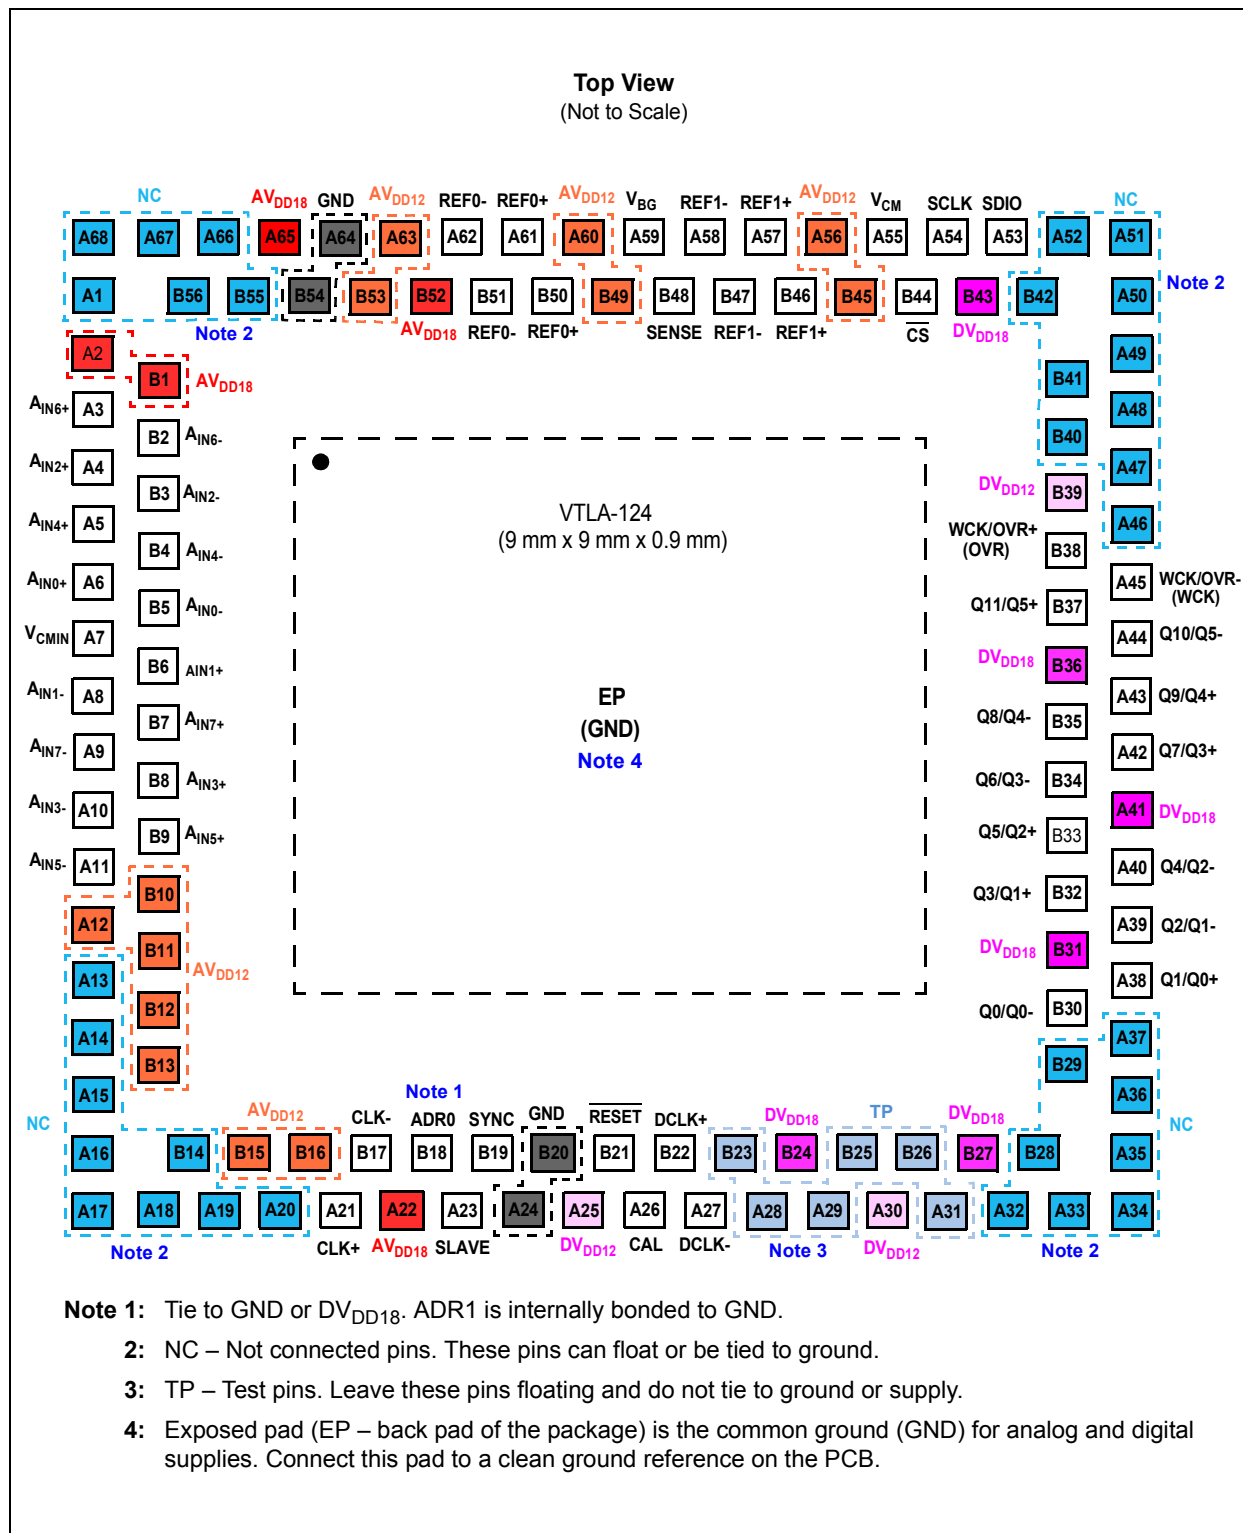 Top View
(Not to Scale)
NC AVDD18 GND AVDD12 REF0- REF0+ AVDD12 VBG REF1- REF1+ AVDD12 VCM SCLK SDIO NC
A68 A67 A66 A65 A64 A63 A62 A61 A60 A59 A58 A57 A56 A55 A54 A53 A52 A51
A1 B56 B55 B54 B53 B52 B51 B50 B49 B48 B47 B46 B45 B44 B43 B42 A50 Note 2
Note 2 AVDD18 REF0- REF0+ SENSE REF1- REF1+ CS DVDD18
A2 A49
B1 AVDD18 B41
AIN6+ A3 A48
B2 AIN6- B40
AIN2+ A4 A47
B3 AIN2- DVDD12 B39
AIN4+ A5 A46
VTLA-124
(9 mm x 9 mm x 0.9 mm)
B4 AIN4- WCK/OVR+ (OVR) B38
AIN0+ A6 A45 WCK/OVR- (WCK)
B5 AIN0- Q11/Q5+ B37
VCMIN A7 A44 Q10/Q5-
B6 AIN1+ DVDD18 B36
AIN1- A8 A43 Q9/Q4+
EP
(GND)
Note 4
B7 AIN7+ Q8/Q4- B35
AIN7- A9 A42 Q7/Q3+
B8 AIN3+ Q6/Q3- B34
AIN3- A10 A41 DVDD18
B9 AIN5+ Q5/Q2+ B33
AIN5- A11 A40 Q4/Q2-
B10 Q3/Q1+ B32
A12 A39 Q2/Q1-
B11 AVDD12 DVDD18 B31
A13 A38 Q1/Q0+
B12 Q0/Q0- B30
A14 A37
B13 B29
A15 A36
Note 1
NC AVDD12 CLK- ADR0 SYNC GND RESET DCLK+ DVDD18 TP DVDD18 NC
A16 B14 B15 B16 B17 B18 B19 B20 B21 B22 B23 B24 B25 B26 B27 B28 A35
A17 A18 A19 A20 A21 A22 A23 A24 A25 A26 A27 A28 A29 A30 A31 A32 A33 A34
Note 2 CLK+ AVDD18 SLAVE DVDD12 CAL DCLK- Note 3 DVDD12 Note 2
Note 1: Tie to GND or DVDD18. ADR1 is internally bonded to GND.
2: NC – Not connected pins. These pins can float or be tied to ground.
3: TP – Test pins. Leave these pins floating and do not tie to ground or supply.
4: Exposed pad (EP – back pad of the package) is the common ground (GND) for analog and digital
supplies. Connect this pad to a clean ground reference on the PCB.